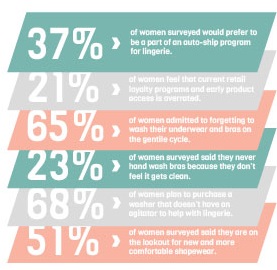 37%
of women surveyed would prefer to
be a part of an auto-ship program
for lingerie.
21%
of women feel that current retail
loyalty programs and early product
access is overrated.
65%
of women admitted to forgetting to
wash their underwear and bras on
the gentle cycle.
23%
of women surveyed said they never
hand wash bras because they don't
feel it gets clean.
68%
of women plan to purchase a
washer that doesn't have an
agitator to help with lingerie.
51%
of women surveyed said they are on
the lookout for new and more
comfortable shapewear.